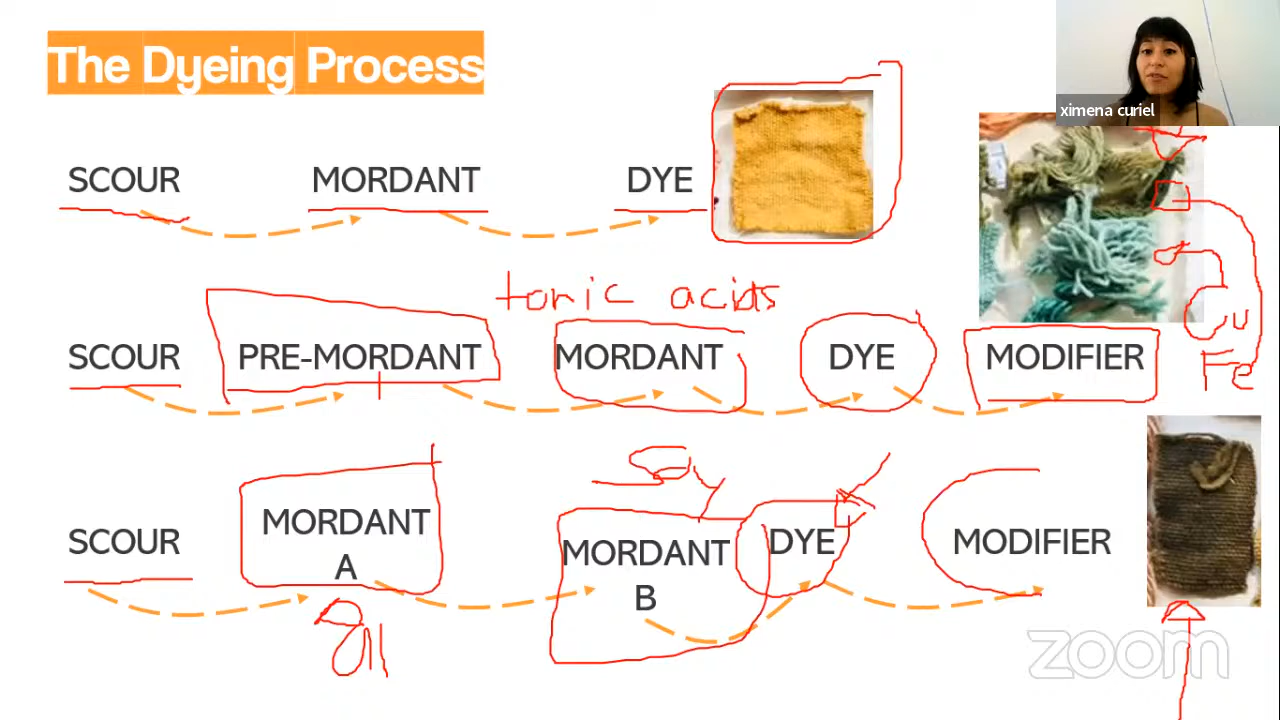 The Dyeing Process
ximena curiel
SCOUR MORDANT DYE
tonic acids
SCOUR PRE-MORDANT MORDANT DYE MODIFIER
Cu
Fe
SCOUR MORDANT A MORDANT B DYE MODIFIER
zoom